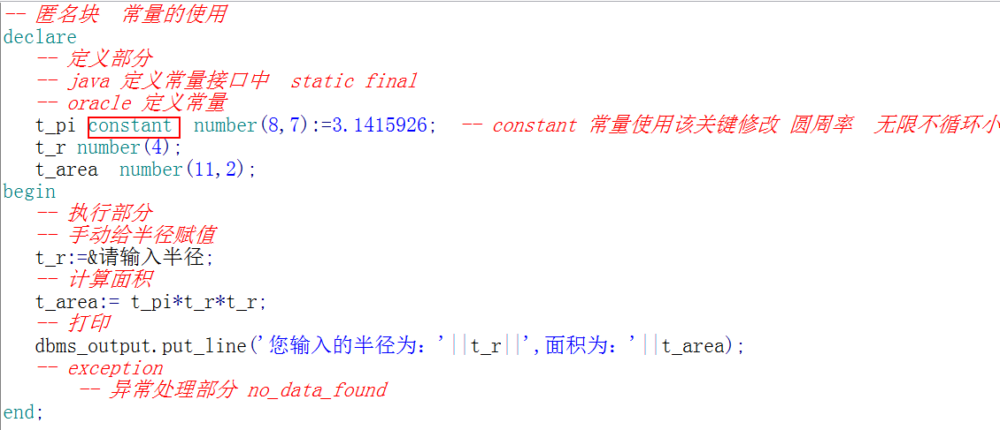 -- 匿名块  常量的使用
declare
   -- 定义部分
   -- java 定义常量接口中  static final
   -- oracle 定义常量
   t_pi constant  number(8,7):=3.1415926;  -- constant 常量使用该关键修改 圆周率  无限不循环小
   t_r number(4);
   t_area  number(11,2);
begin
   -- 执行部分
   -- 手动给半径赋值
   t_r:=&请输入半径;
   -- 计算面积
   t_area:= t_pi*t_r*t_r;
   -- 打印
   dbms_output.put_line('您输入的半径为：'||t_r||',面积为：'||t_area);
   -- exception
       -- 异常处理部分 no_data_found
end;